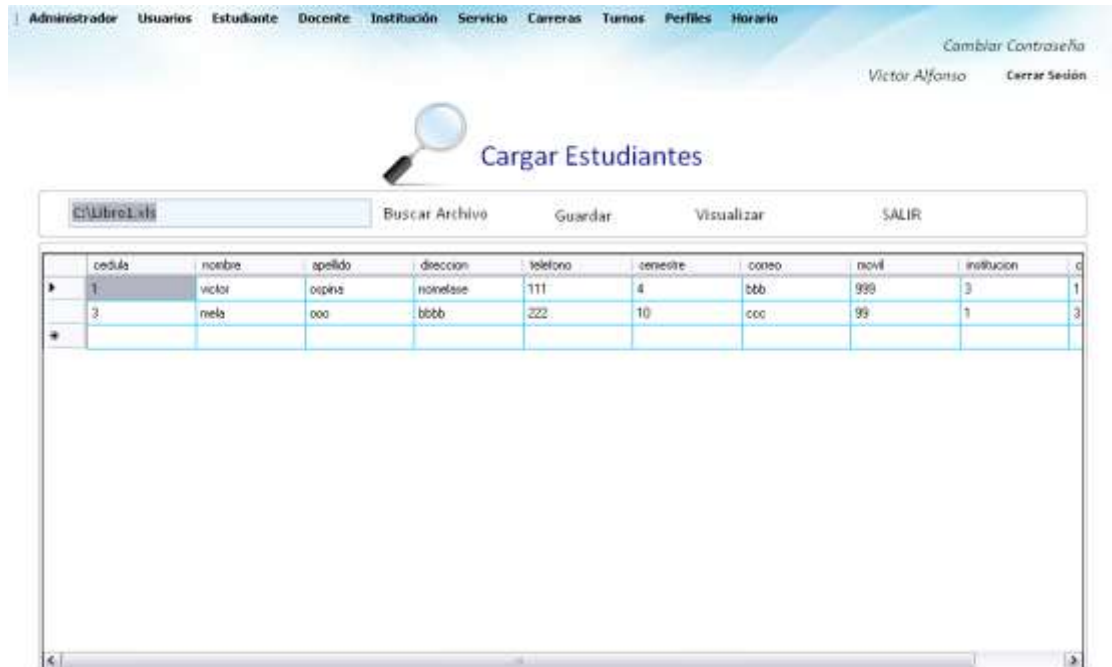 Administrador Usuarios Estudiante Docente Institución Servicio Carreras Turnos Perfiles Horario
Cambiar Contraseña
Victor Alfonso Cerrar Sesión
Cargar Estudiantes
C:\Libro1.xls Buscar Archivo Guardar Visualizar SALIR
cedula nombre apellido direccion telefono semestre correo movil institucion c
1 victor ospina nomelase 111 4 bbb 999 3 1
3 mela ooo bbbb 222 10 ccc 99 1 3